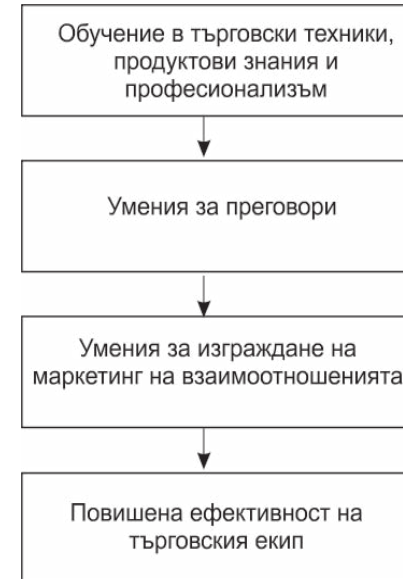 Обучение в търговски техники,
продуктови знания и
професионализъм
Умения за преговори
Умения за изграждане на
маркетинг на взаимоотношенията
Повишена ефективност на
търговския екип